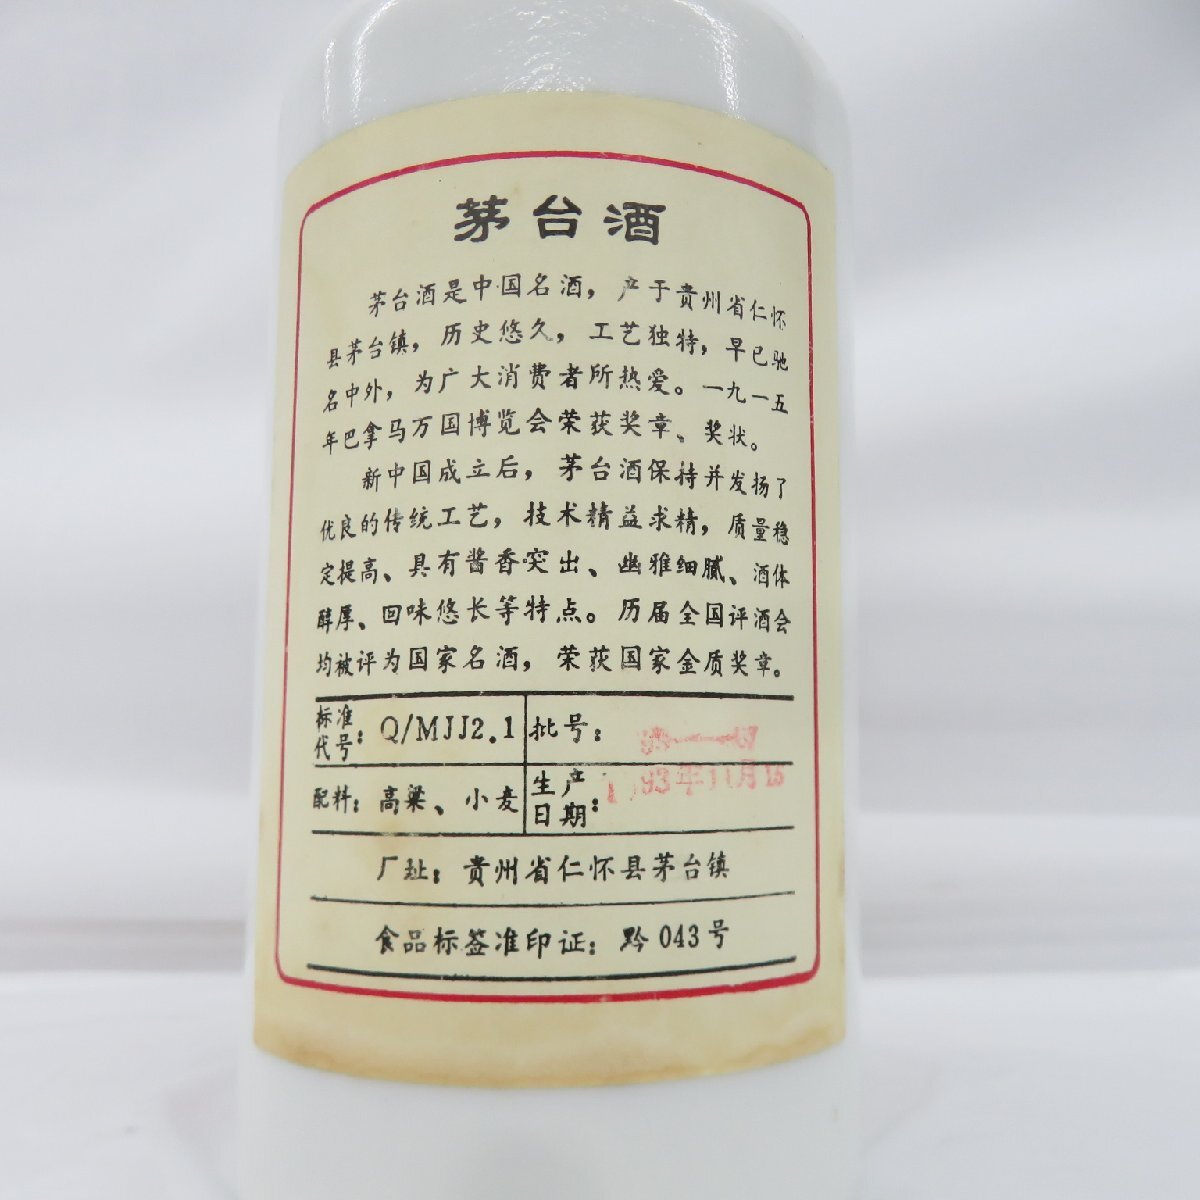 茅台酒
茅台酒是中国名酒，产于贵州省仁怀
县茅台镇，历史悠久，工艺独特，早已驰
名中外，为广大消费者所热爱。一九一五
年巴拿马万国博览会荣获奖章、奖状。
新中国成立后，茅台酒保持并发扬了
优良的传统工艺，技术精益求精，质量稳
定提高、具有酱香突出、幽雅细腻、酒体
醇厚、回味悠长等特点。历届全国评酒会
均被评为国家名酒，荣获国家金质奖章。
标准代号：Q/MJJ2.1 批号：
配料：高粱、小麦 生产日期：1993年11月15
厂址：贵州省仁怀县茅台镇
食品标签准印证：黔043号